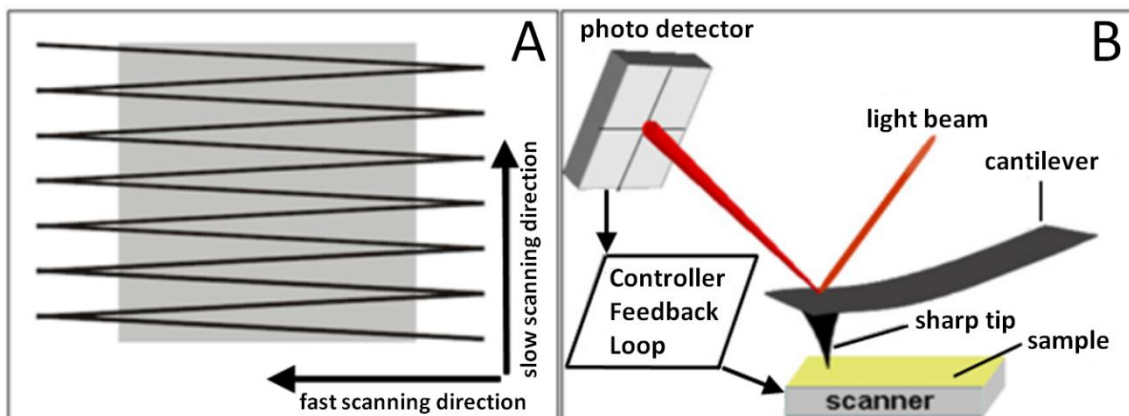 A
slow scanning direction
fast scanning direction
B
photo detector
light beam
cantilever
Controller
Feedback
Loop
sharp tip
sample
scanner